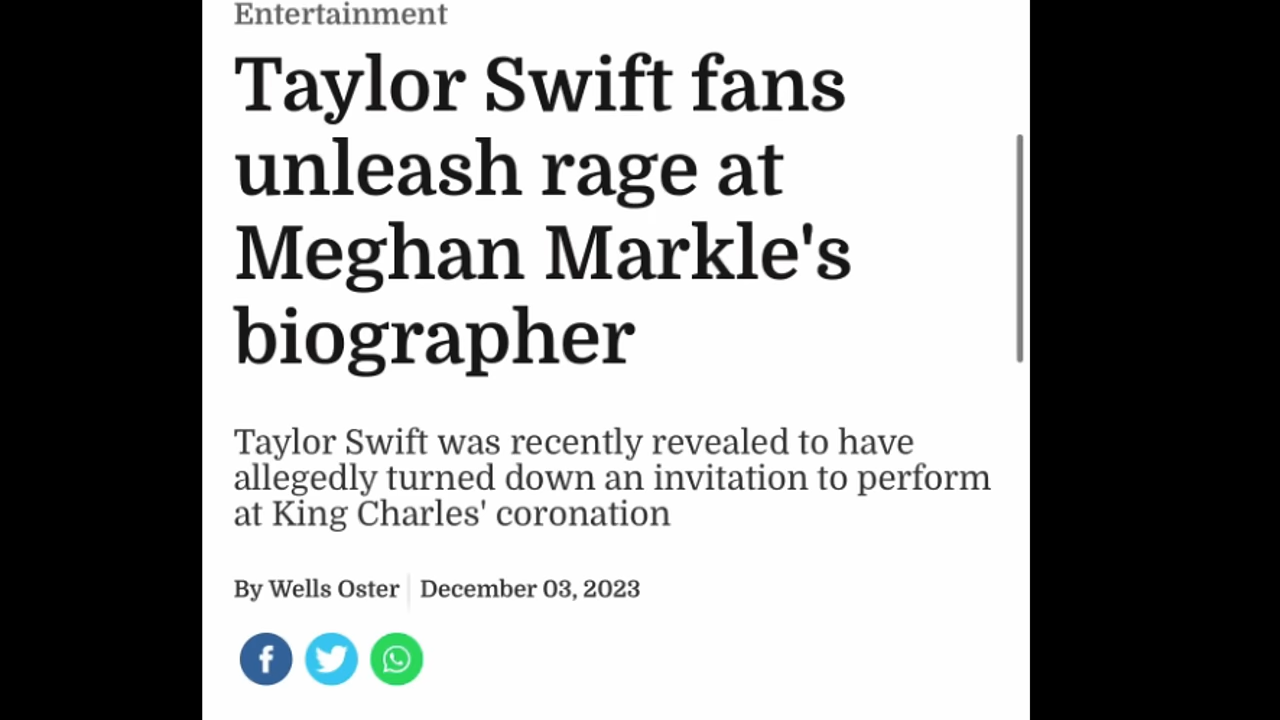 Entertainment
Taylor Swift fans
unleash rage at
Meghan Markle's
biographer
Taylor Swift was recently revealed to have
allegedly turned down an invitation to perform
at King Charles' coronation
By Wells Oster | December 03, 2023